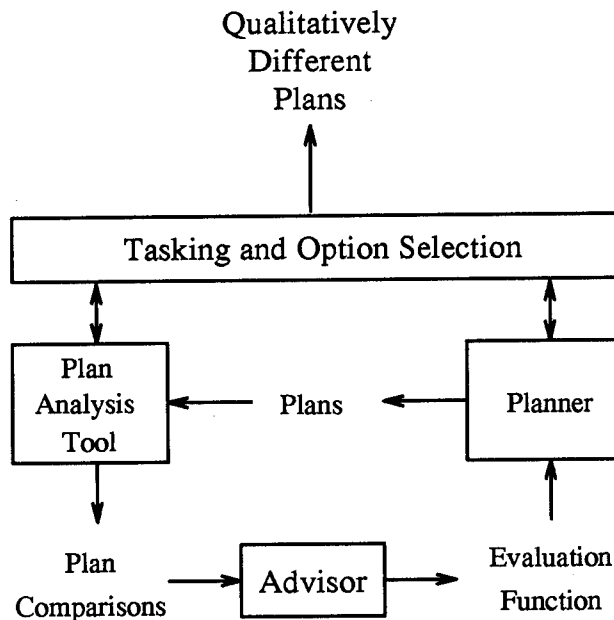 Qualitatively
Different
Plans
Tasking and Option Selection
Plan
Analysis
Tool
Plans
Planner
Plan
Comparisons
Advisor
Evaluation
Function